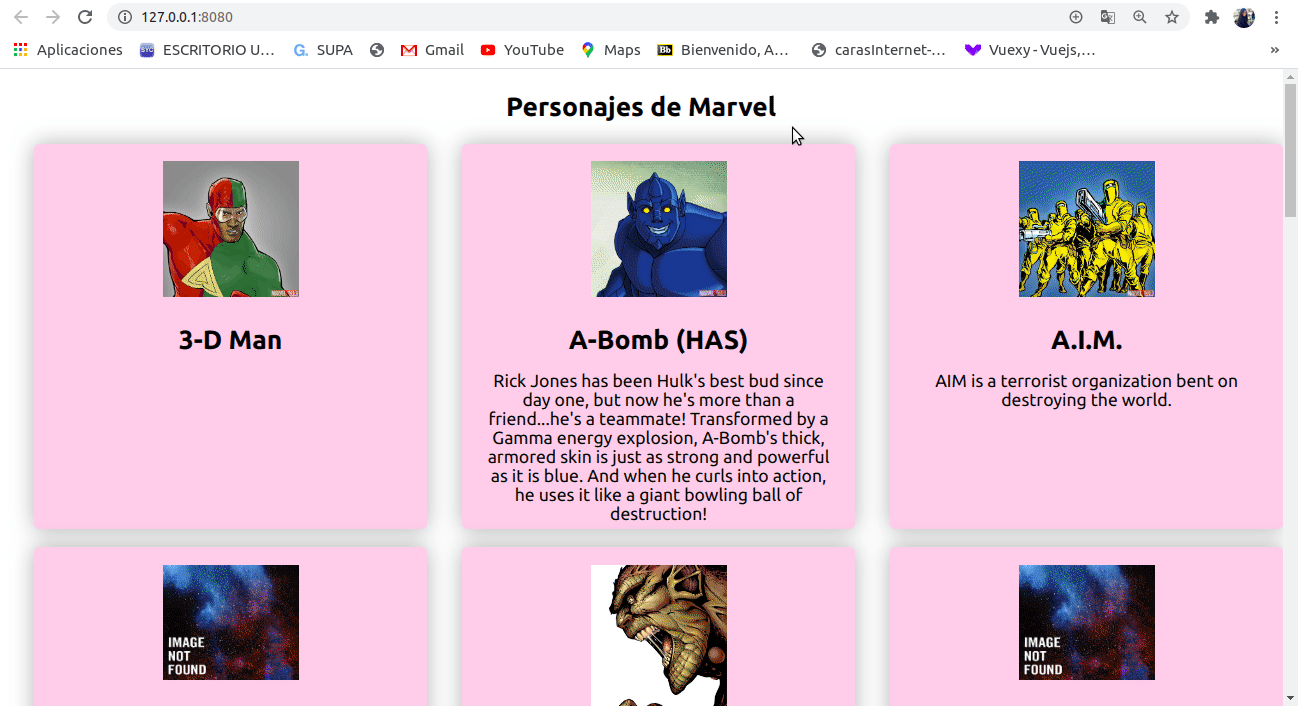 127.0.0.1:8080
Aplicaciones
ESCRITORIO U…
SUPA
Gmail
YouTube
Maps
Bb
Bienvenido, A…
carasInternet-…
Vuexy - Vuejs,…
»
Personajes de Marvel
3-D Man
A-Bomb (HAS)
Rick Jones has been Hulk's best bud since
day one, but now he's more than a
friend...he's a teammate! Transformed by a
Gamma energy explosion, A-Bomb's thick,
armored skin is just as strong and powerful
as it is blue. And when he curls into action,
he uses it like a giant bowling ball of
destruction!
A.I.M.
AIM is a terrorist organization bent on
destroying the world.
IMAGE
NOT
FOUND
IMAGE
NOT
FOUND